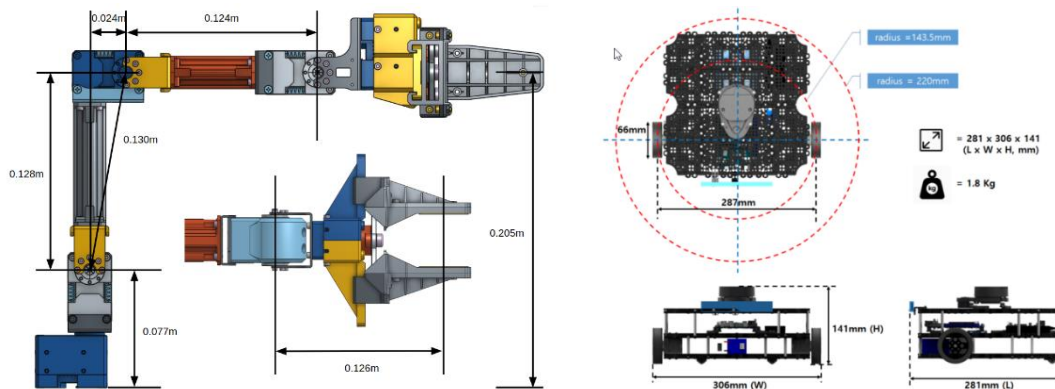 0.024m
0.124m
0.130m
0.128m
0.205m
0.077m
0.126m
radius =143.5mm
radius = 220mm
66mm
287mm
= 281 x 306 x 141
(L x W x H, mm)
kg
= 1.8 Kg
141mm (H)
306mm (W)
281mm (L)